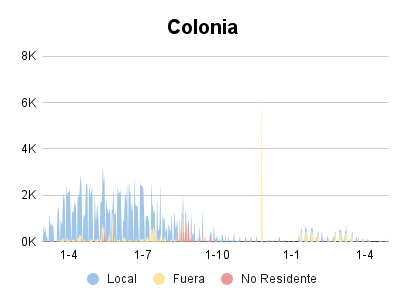 Colonia
8K
6K
4K
2K
0K
1-4 1-7 1-10 1-1 1-4
Local Fuera No Residente